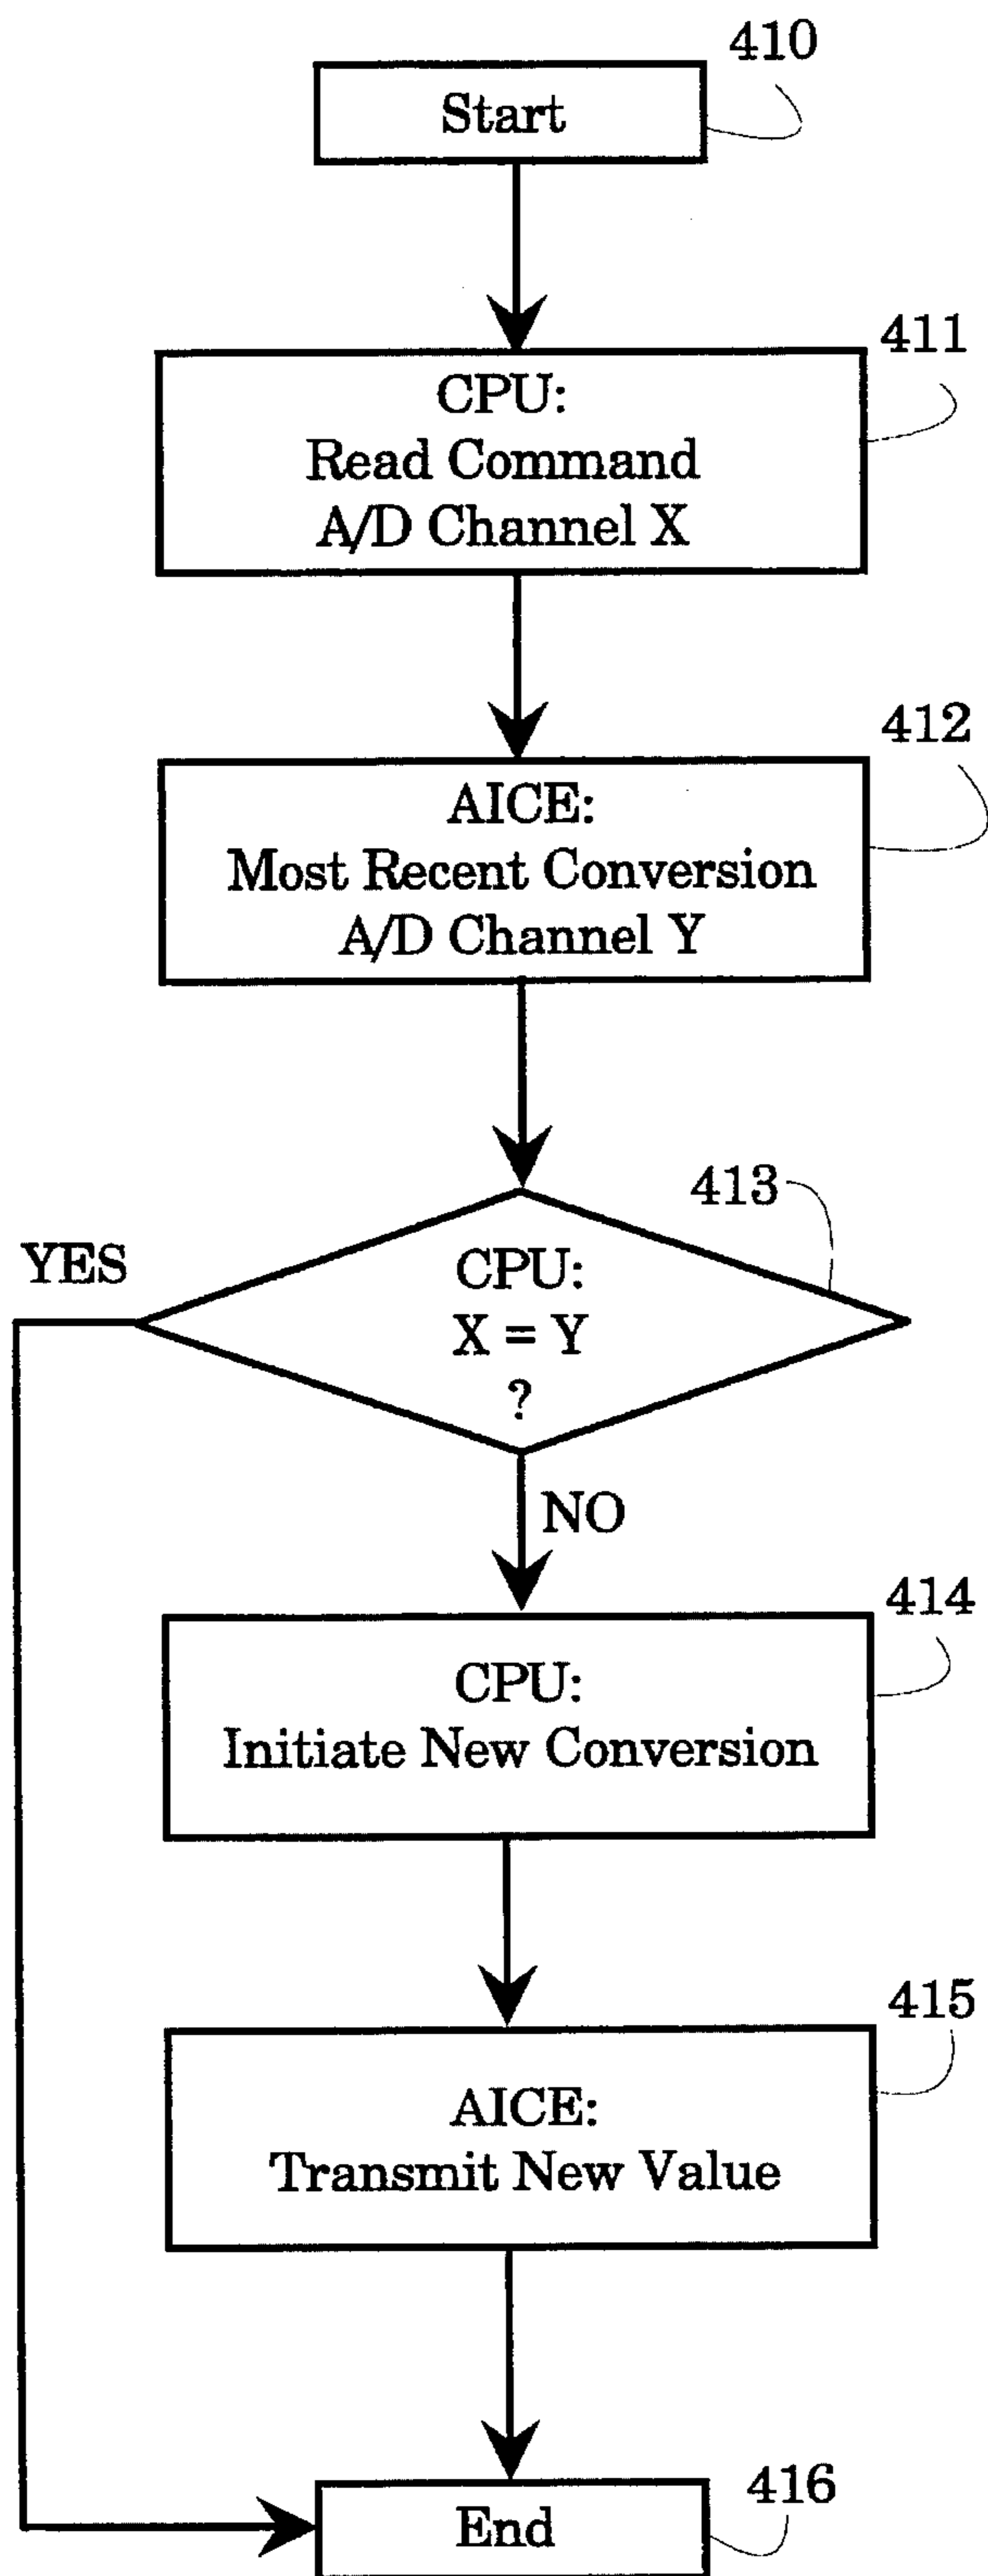 410
Start
411
CPU:
Read Command
A/D Channel X
412
AICE:
Most Recent Conversion
A/D Channel Y
413
YES
CPU:
X = Y
?
NO
414
CPU:
Initiate New Conversion
415
AICE:
Transmit New Value
416
End